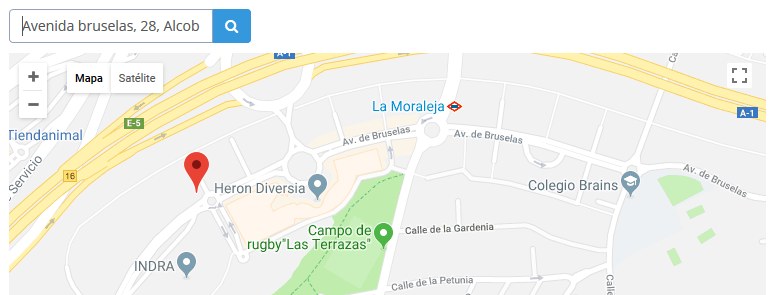 Avenida bruselas, 28, Alcob
+
Mapa
Satélite
−
A-1
La Moraleja
A-1
Tiendanimal
E-5
Av. de Bruselas
Av. de Bruselas
Servicio
16
Heron Diversia
Colegio Brains
Av. de Bruselas
Campo de
rugby"Las Terrazas"
Calle de la Gardenia
INDRA
Calle de la Petunia
Calle